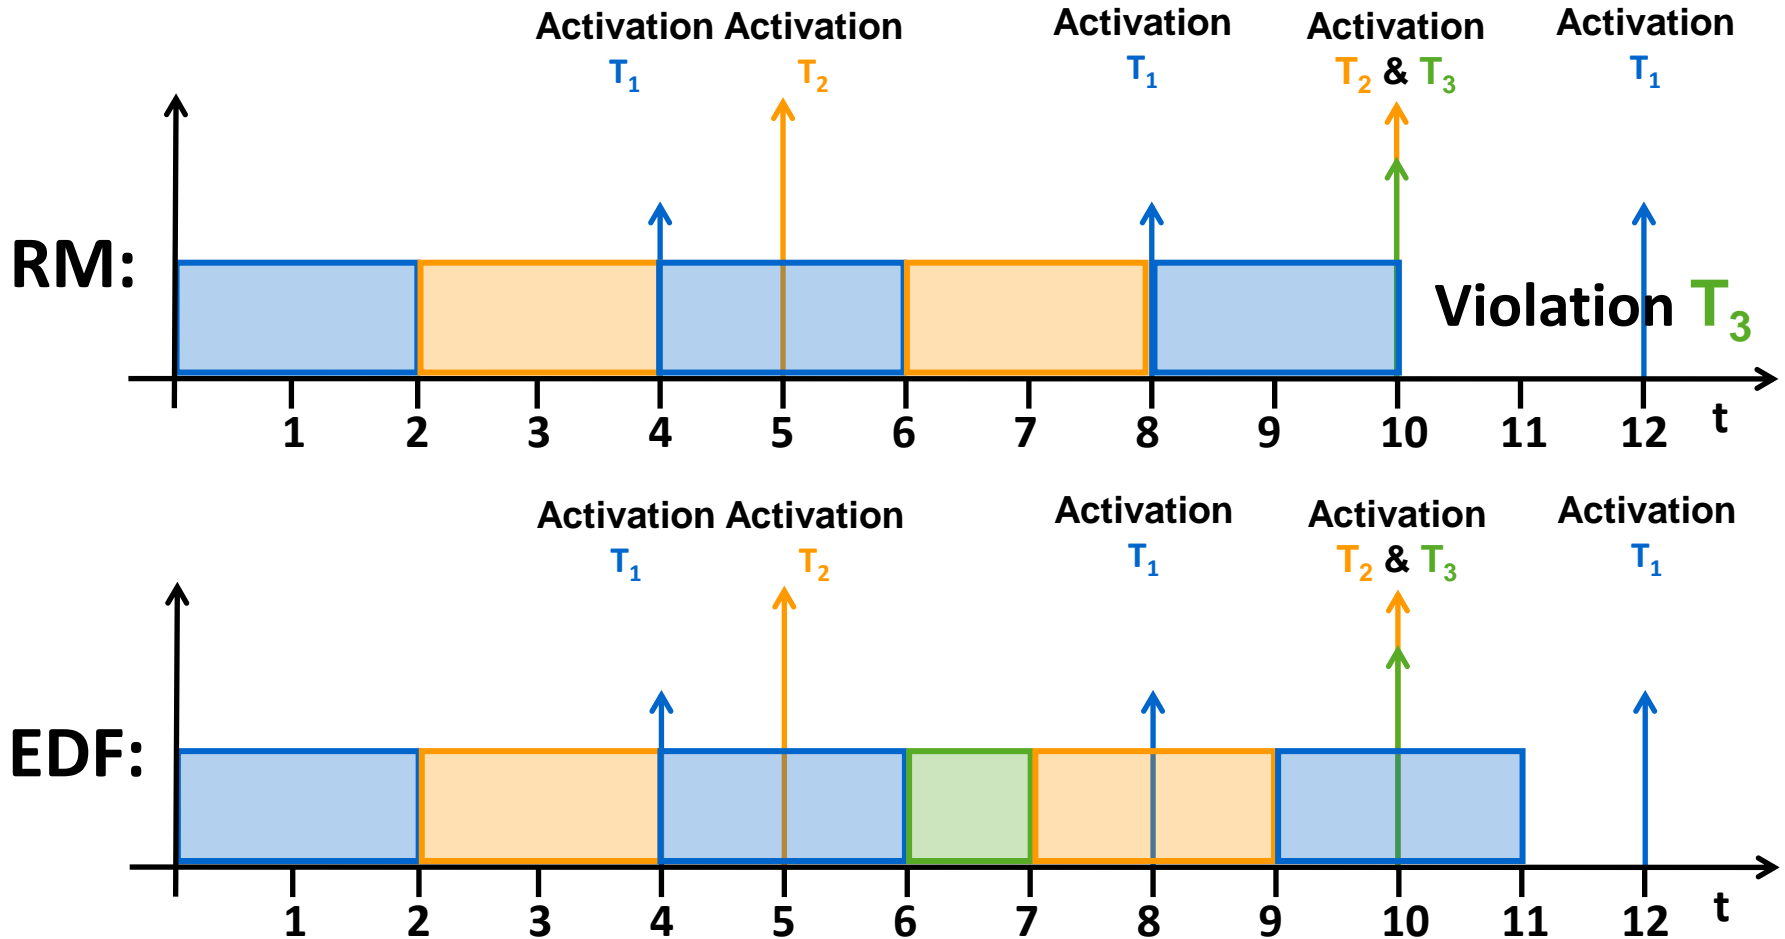 Activation Activation Activation Activation Activation
T1 T2 T1 T2 & T3 T1
RM:
Violation T3
1 2 3 4 5 6 7 8 9 10 11 12 t
Activation Activation Activation Activation Activation
T1 T2 T1 T2 & T3 T1
EDF:
1 2 3 4 5 6 7 8 9 10 11 12 t